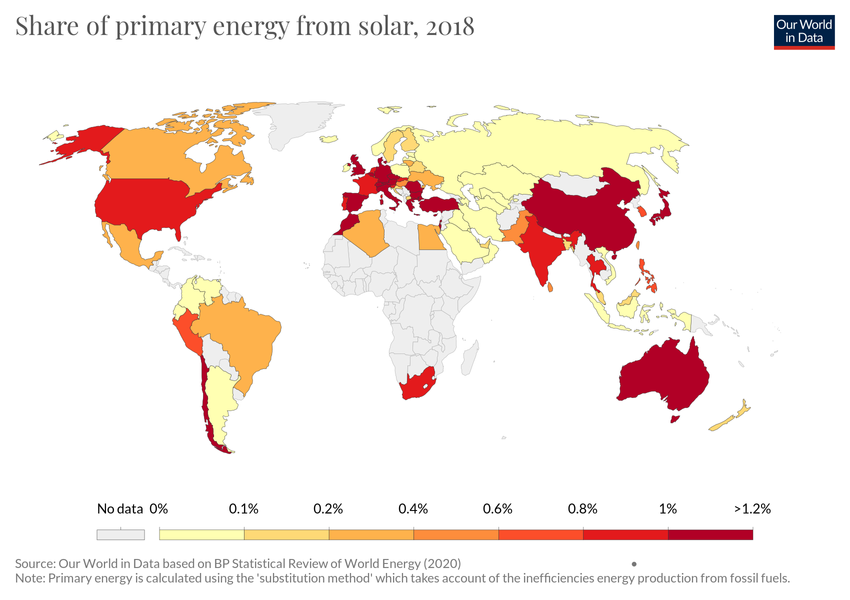 Share of primary energy from solar, 2018
Our World
in Data
No data 0% 0.1% 0.2% 0.4% 0.6% 0.8% 1% >1.2%
Source: Our World in Data based on BP Statistical Review of World Energy (2020)
Note: Primary energy is calculated using the 'substitution method' which takes account of the inefficiencies energy production from fossil fuels.